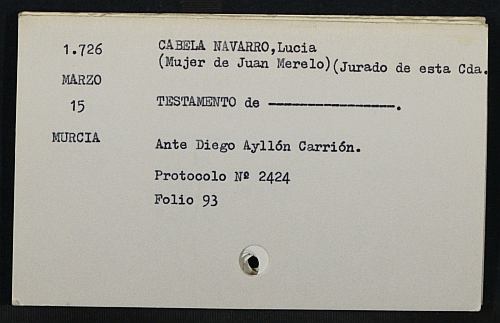 1.726 CABELA NAVARRO,Lucia
(Mujer de Juan Merelo)(Jurado de esta Cda.
MARZO
15 TESTAMENTO de ----------------.
MURCIA Ante Diego Ayllón Carrión.
Protocolo Nº 2424
Folio 93